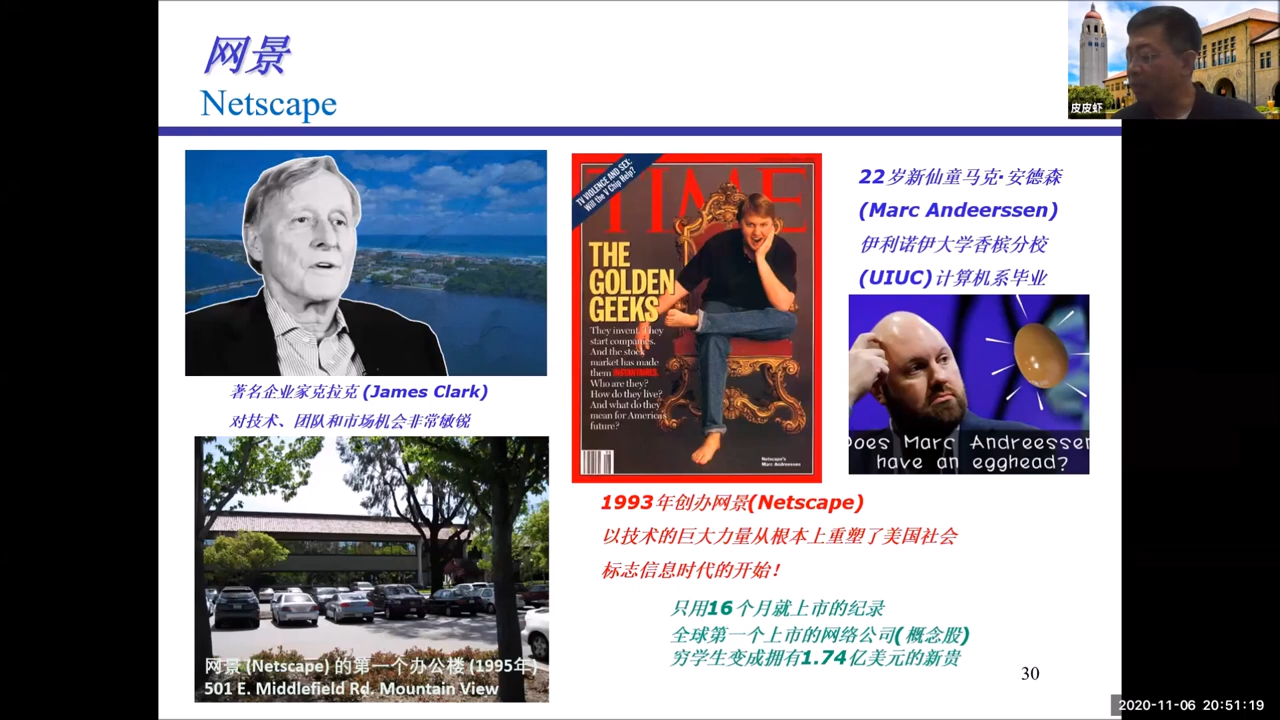 网景
Netscape
皮皮虾
著名企业家克拉克 (James Clark)
对技术、团队和市场机会非常敏锐
网景 (Netscape) 的第一个办公楼 (1995年)
501 E. Middlefield Rd. Mountain View
TV VIOLENCE AND SEX:
Will the V Chip Help?
TIME
THE
GOLDEN
GEEKS
They invent. They
start companies.
And the stock
market has made
them
Who are they?
How do they live?
And what do they
mean for America's
future?
Netscape's
Marc Andreessen
22岁新仙童马克·安德森
(Marc Andeerssen)
伊利诺伊大学香槟分校
(UIUC)计算机系毕业
Does Marc Andreessen
have an egghead?
1993年创办网景(Netscape)
以技术的巨大力量从根本上重塑了美国社会
标志信息时代的开始！
只用16个月就上市的纪录
全球第一个上市的网络公司(概念股)
穷学生变成拥有1.74亿美元的新贵
30
2020-11-06 20:51:19